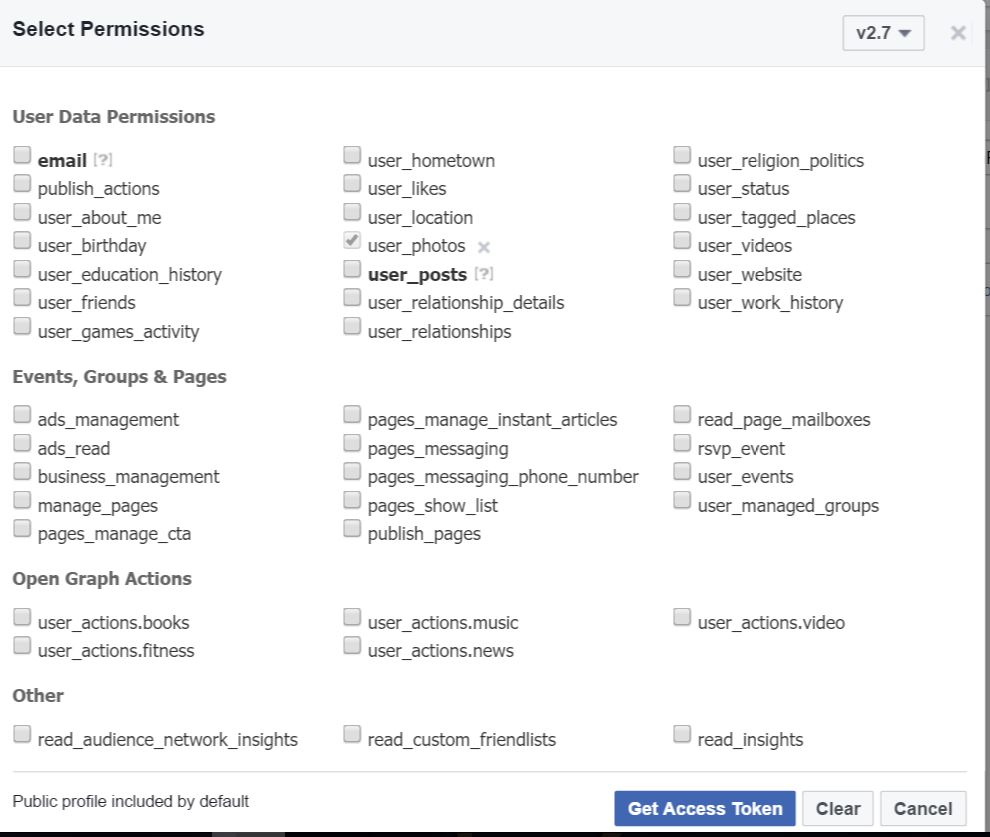 Select Permissions
v2.7
User Data Permissions
email [?]
user_hometown
user_religion_politics
publish_actions
user_likes
user_status
user_about_me
user_location
user_tagged_places
user_birthday
user_photos
user_videos
user_education_history
user_posts [?]
user_website
user_friends
user_relationship_details
user_work_history
user_games_activity
user_relationships
Events, Groups & Pages
ads_management
pages_manage_instant_articles
read_page_mailboxes
ads_read
pages_messaging
rsvp_event
business_management
pages_messaging_phone_number
user_events
manage_pages
pages_show_list
user_managed_groups
pages_manage_cta
publish_pages
Open Graph Actions
user_actions.books
user_actions.music
user_actions.video
user_actions.fitness
user_actions.news
Other
read_audience_network_insights
read_custom_friendlists
read_insights
Public profile included by default
Get Access Token
Clear
Cancel